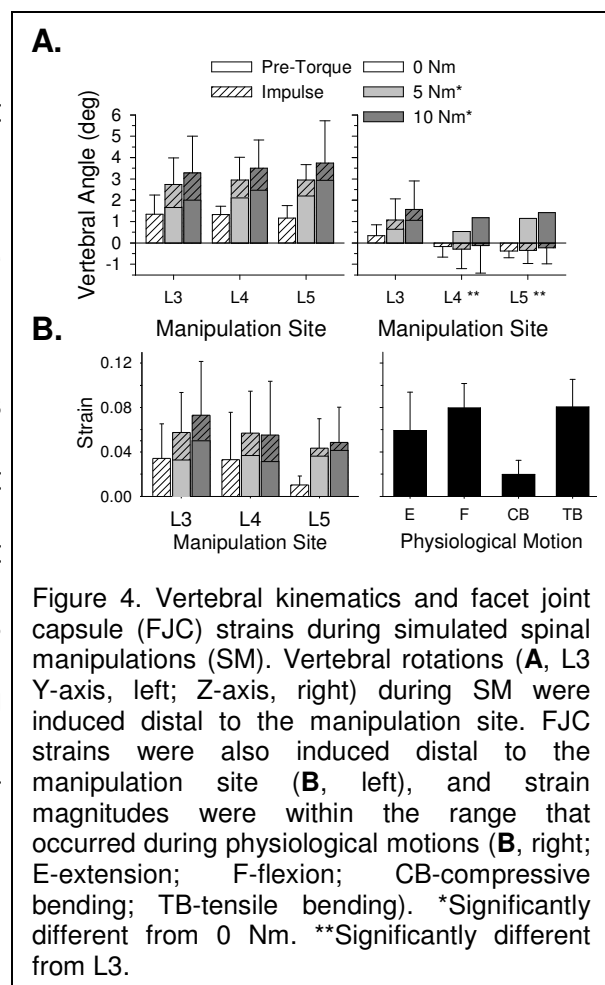 A.
Pre-Torque
0 Nm
Impulse
5 Nm*
10 Nm*
Vertebral Angle (deg)
6
5
4
3
2
1
0
-1
L3 L4 L5
L3 L4 ** L5 **
Manipulation Site
Manipulation Site
B.
Strain
0.12
0.08
0.04
0.00
L3 L4 L5
E F CB TB
Manipulation Site
Physiological Motion
Figure 4. Vertebral kinematics and facet joint
capsule (FJC) strains during simulated spinal
manipulations (SM). Vertebral rotations (A, L3
Y-axis, left; Z-axis, right) during SM were
induced distal to the manipulation site. FJC
strains were also induced distal to the
manipulation site (B, left), and strain
magnitudes were within the range that
occurred during physiological motions (B, right;
E-extension; F-flexion; CB-compressive
bending; TB-tensile bending). *Significantly
different from 0 Nm. **Significantly different
from L3.